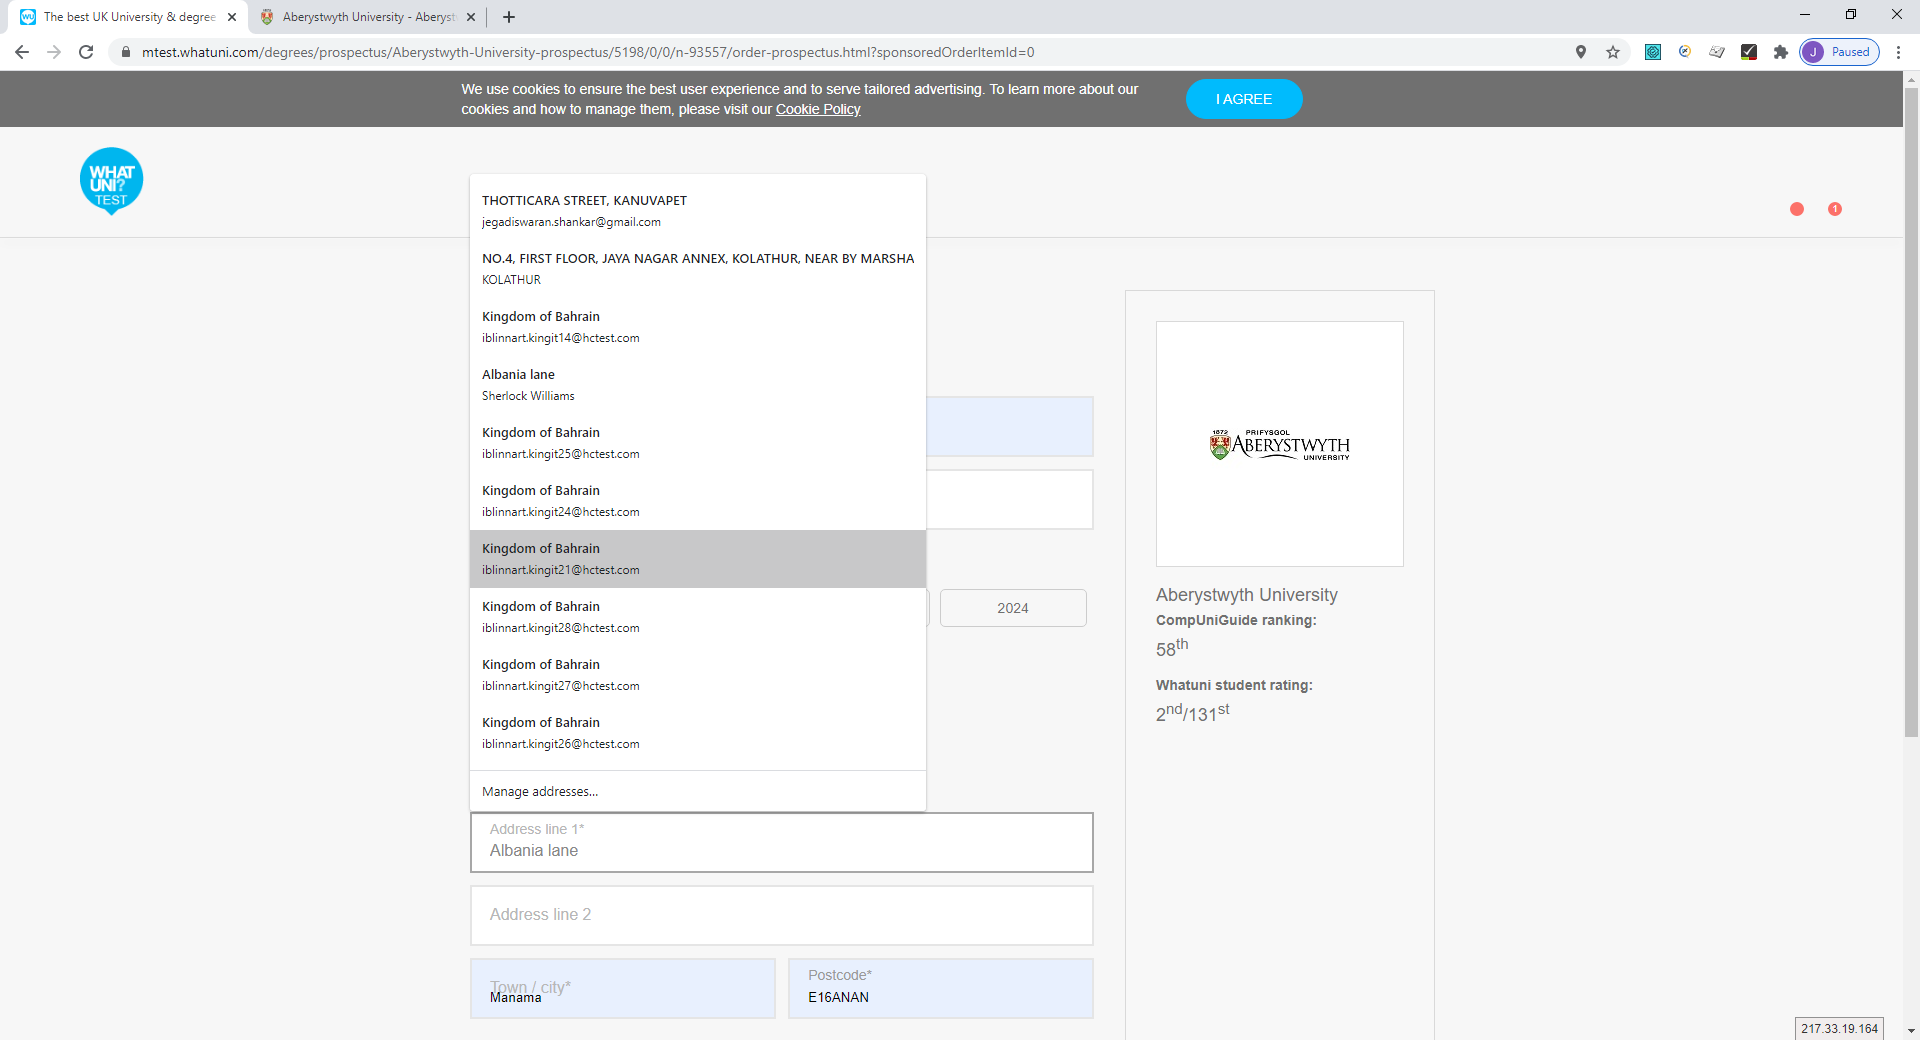 The best UK University & degree
Aberystwyth University - Aberyst
mtest.whatuni.com/degrees/prospectus/Aberystwyth-University-prospectus/5198/0/0/n-93557/order-prospectus.html?sponsoredOrderItemId=0
J Paused
We use cookies to ensure the best user experience and to serve tailored advertising. To learn more about our
cookies and how to manage them, please visit our Cookie Policy
I AGREE
WHAT
UNI?
TEST
1
THOTTICARA STREET, KANUVAPET
jegadiswaran.shankar@gmail.com
NO.4, FIRST FLOOR, JAYA NAGAR ANNEX, KOLATHUR, NEAR BY MARSHA
KOLATHUR
Kingdom of Bahrain
iblinnart.kingit14@hctest.com
Albania lane
Sherlock Williams
Kingdom of Bahrain
iblinnart.kingit25@hctest.com
Kingdom of Bahrain
iblinnart.kingit24@hctest.com
Kingdom of Bahrain
iblinnart.kingit21@hctest.com
Kingdom of Bahrain
iblinnart.kingit28@hctest.com
Kingdom of Bahrain
iblinnart.kingit27@hctest.com
Kingdom of Bahrain
iblinnart.kingit26@hctest.com
Manage addresses...
2024
Address line 1*
Albania lane
Address line 2
Town / city*
Manama
Postcode*
E16ANAN
1872 PRIFYSGOL
ABERYSTWYTH
UNIVERSITY
Aberystwyth University
CompUniGuide ranking:
58th
Whatuni student rating:
2nd/131st
217.33.19.164